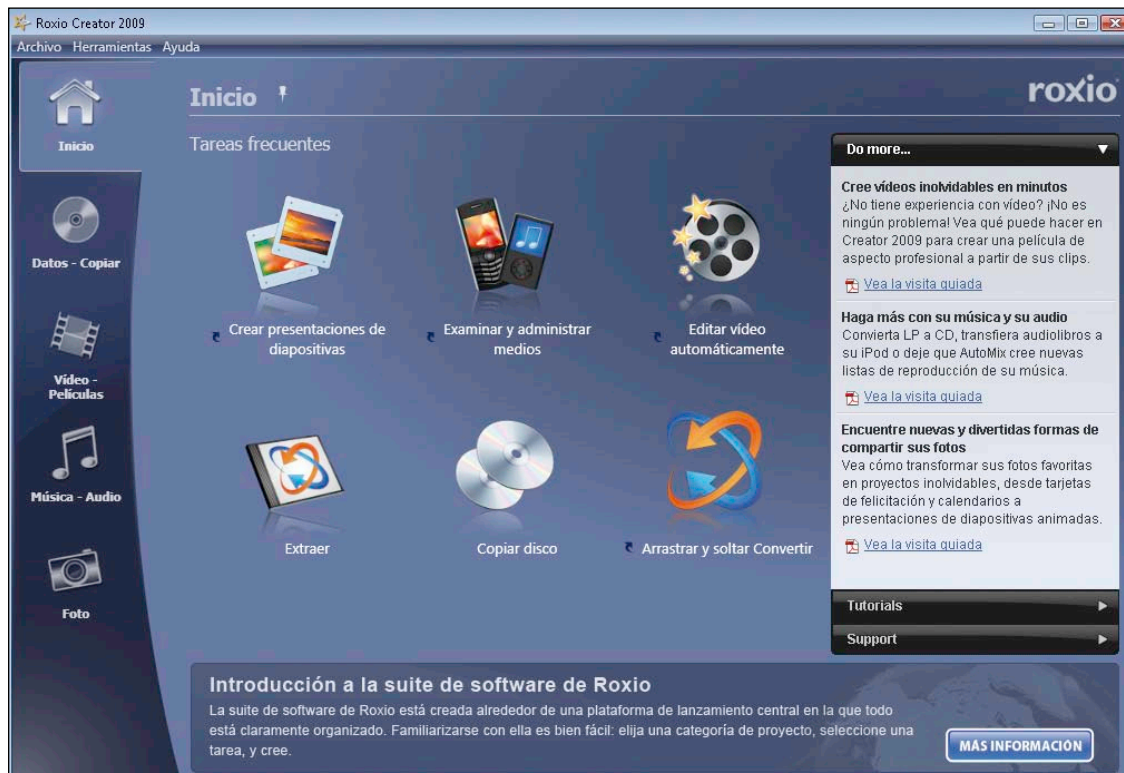 Roxio Creator 2009
Archivo Herramientas Ayuda
Inicio
roxio
Inicio
Tareas frecuentes
Datos - Copiar
Vídeo -
Películas
Música - Audio
Foto
Crear presentaciones de
diapositivas
Examinar y administrar
medios
Editar vídeo
automáticamente
Extraer
Copiar disco
Arrastrar y soltar Convertir
Do more...
Cree vídeos inolvidables en minutos
¿No tiene experiencia con vídeo? ¡No es
ningún problema! Vea qué puede hacer en
Creator 2009 para crear una película de
aspecto profesional a partir de sus clips.
Vea la visita guiada
Haga más con su música y su audio
Convierta LP a CD, transfiera audiolibros a
su iPod o deje que AutoMix cree nuevas
listas de reproducción de su música.
Vea la visita guiada
Encuentre nuevas y divertidas formas de
compartir sus fotos
Vea cómo transformar sus fotos favoritas
en proyectos inolvidables, desde tarjetas
de felicitación y calendarios a
presentaciones de diapositivas animadas.
Vea la visita guiada
Tutorials
Support
Introducción a la suite de software de Roxio
La suite de software de Roxio está creada alrededor de una plataforma de lanzamiento central en la que todo
está claramente organizado. Familiarizarse con ella es bien fácil: elija una categoría de proyecto, seleccione una
tarea, y cree.
MÁS INFORMACIÓN